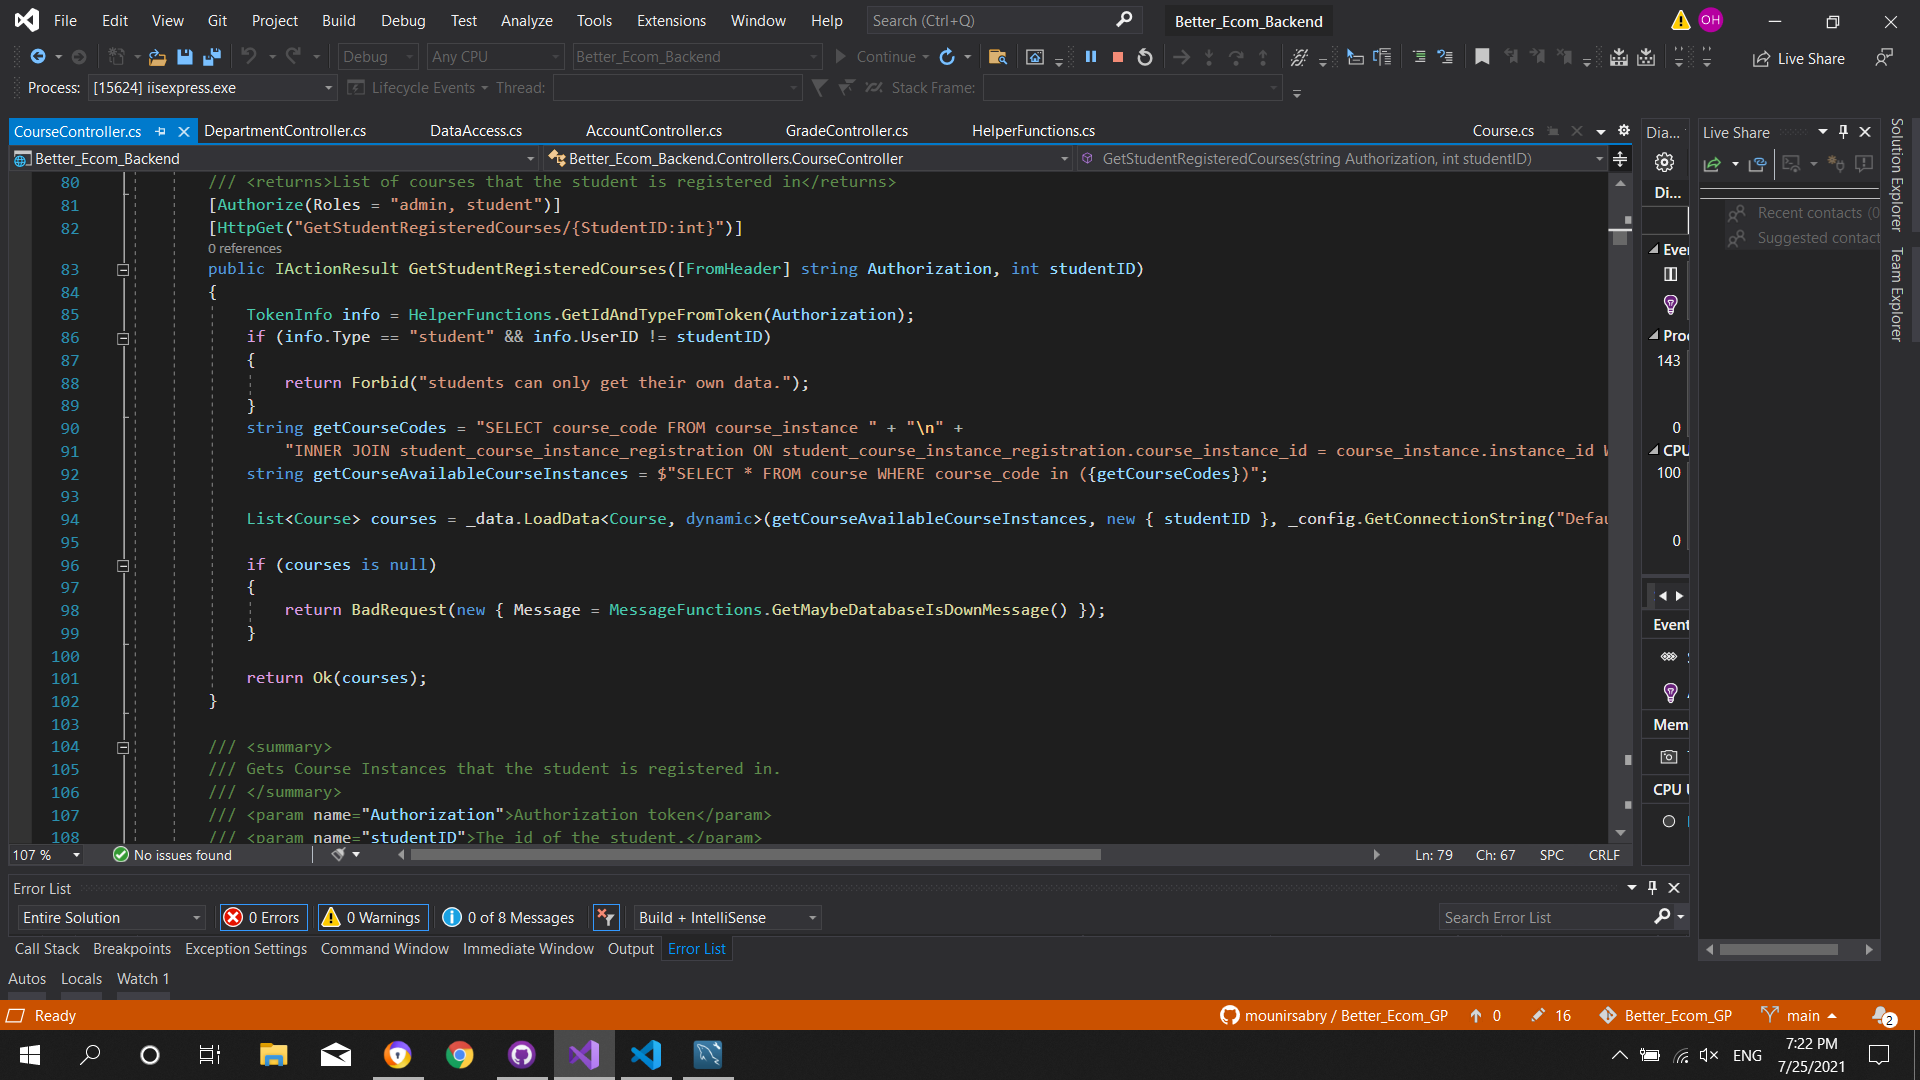 File Edit View Git Project Build Debug Test Analyze Tools Extensions Window Help Search (Ctrl+Q) Better_Ecom_Backend OH
Debug Any CPU Better_Ecom_Backend Continue Live Share
Process: [15624] iisexpress.exe Lifecycle Events Thread: Stack Frame:
CourseController.cs DepartmentController.cs DataAccess.cs AccountController.cs GradeController.cs HelperFunctions.cs Course.cs Dia... Live Share
Better_Ecom_Backend Better_Ecom_Backend.Controllers.CourseController GetStudentRegisteredCourses(string Authorization, int studentID)
80 /// <returns>List of courses that the student is registered in</returns>
81 [Authorize(Roles = "admin, student")]
82 [HttpGet("GetStudentRegisteredCourses/{StudentID:int}")]
0 references
83 public IActionResult GetStudentRegisteredCourses([FromHeader] string Authorization, int studentID)
84 {
85 TokenInfo info = HelperFunctions.GetIdAndTypeFromToken(Authorization);
86 if (info.Type == "student" && info.UserID != studentID)
87 {
88 return Forbid("students can only get their own data.");
89 }
90 string getCourseCodes = "SELECT course_code FROM course_instance " + "\n" +
91 "INNER JOIN student_course_instance_registration ON student_course_instance_registration.course_instance_id = course_instance.instance_id W
92 string getCourseAvailableCourseInstances = $"SELECT * FROM course WHERE course_code in ({getCourseCodes})";
93
94 List<Course> courses = _data.LoadData<Course, dynamic>(getCourseAvailableCourseInstances, new { studentID }, _config.GetConnectionString("Defau
95
96 if (courses is null)
97 {
98 return BadRequest(new { Message = MessageFunctions.GetMaybeDatabaseIsDownMessage() });
99 }
100
101 return Ok(courses);
102 }
103
104 /// <summary>
105 /// Gets Course Instances that the student is registered in.
106 /// </summary>
107 /// <param name="Authorization">Authorization token</param>
108 /// <param name="studentID">The id of the student.</param>
Di...
Even
Proc
143
0
CPU
100
0
Event
Mem
CPU U
Recent contacts (0
Suggested contact
Solution Explorer
Team Explorer
107 % No issues found Ln: 79 Ch: 67 SPC CRLF
Error List
Entire Solution 0 Errors 0 Warnings 0 of 8 Messages Build + IntelliSense Search Error List
Call Stack Breakpoints Exception Settings Command Window Immediate Window Output Error List
Autos Locals Watch 1
Ready mounirsabry / Better_Ecom_GP 0 16 Better_Ecom_GP main 2
ENG 7:22 PM
7/25/2021